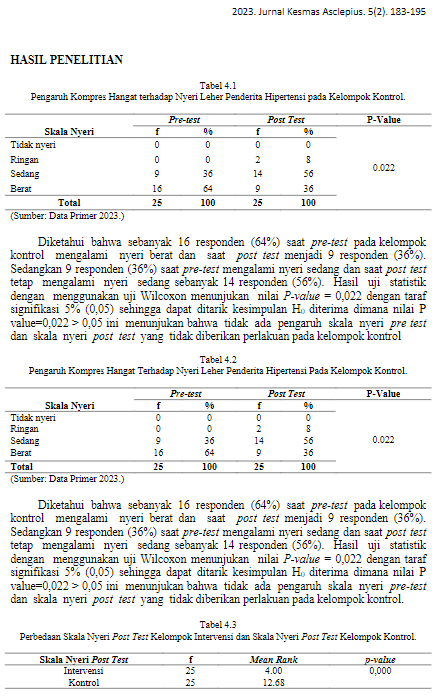 2023. Jurnal Kesmas Asclepius. 5(2). 183-195
HASIL PENELITIAN
Tabel 4.1
Pengaruh Kompres Hangat terhadap Nyeri Leher Penderita Hipertensi pada Kelompok Kontrol.
Pre-test Post Test P-Value
Skala Nyeri f % f %
Tidak nyeri 0 0 0 0
Ringan 0 0 2 8
Sedang 9 36 14 56
0.022
Berat 16 64 9 36
Total 25 100 25 100
(Sumber: Data Primer 2023.)
Diketahui bahwa sebanyak 16 responden (64%) saat pre-test pada kelompok
kontrol mengalami nyeri berat dan saat post test menjadi 9 responden (36%).
Sedangkan 9 responden (36%) saat pre-test mengalami nyeri sedang dan saat post test
tetap mengalami nyeri sedang sebanyak 14 responden (56%). Hasil uji statistik
dengan menggunakan uji Wilcoxon menunjukan nilai P-value = 0,022 dengan taraf
signifikasi 5% (0,05) sehingga dapat ditarik kesimpulan H₀ diterima dimana nilai P
value=0,022 > 0,05 ini menunjukan bahwa tidak ada pengaruh skala nyeri pre test
dan skala nyeri post test yang tidak diberikan perlakuan pada kelompok kontrol
Tabel 4.2
Pengaruh Kompres Hangat Terhadap Nyeri Leher Penderita Hipertensi Pada Kelompok Kontrol.
Pre-test Post Test P-Value
Skala Nyeri f % f %
Tidak nyeri 0 0 0 0
Ringan 0 0 2 8
Sedang 9 36 14 56 0.022
Berat 16 64 9 36
Total 25 100 25 100
(Sumber: Data Primer 2023.)
Diketahui bahwa sebanyak 16 responden (64%) saat pre-test pada kelompok
kontrol mengalami nyeri berat dan saat post test menjadi 9 responden (36%).
Sedangkan 9 responden (36%) saat pre-test mengalami nyeri sedang dan saat post test
tetap mengalami nyeri sedang sebanyak 14 responden (56%). Hasil uji statistik
dengan menggunakan uji Wilcoxon menunjukan nilai P-value = 0,022 dengan taraf
signifikasi 5% (0,05) sehingga dapat ditarik kesimpulan H₀ diterima dimana nilai P
value=0,022 > 0,05 ini menunjukan bahwa tidak ada pengaruh skala nyeri pre-test
dan skala nyeri post test yang tidak diberikan perlakuan pada kelompok kontrol.
Tabel 4.3
Perbedaan Skala Nyeri Post Test Kelompok Intervensi dan Skala Nyeri Post Test Kelompok Kontrol.
Skala Nyeri Post Test f Mean Rank p-value
Intervensi 25 4.00 0,000
Kontrol 25 12.68